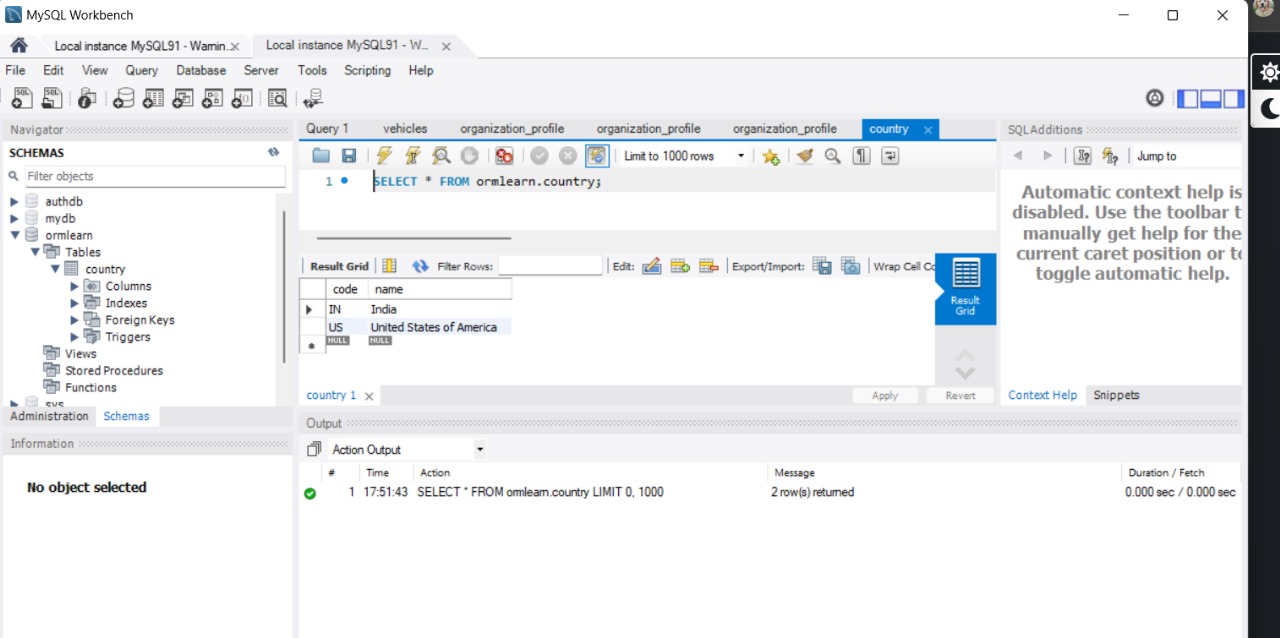 MySQL Workbench
Local instance MySQL91 - Warnin... Local instance MySQL91 - W...
File Edit View Query Database Server Tools Scripting Help
Navigator
SCHEMAS
Filter objects
authdb
mydb
ormlearn
Tables
country
Columns
Indexes
Foreign Keys
Triggers
Views
Stored Procedures
Functions
sys
Administration Schemas
Information
No object selected
Query 1 vehicles organization_profile organization_profile organization_profile country
Limit to 1000 rows
1 SELECT * FROM ormlearn.country;
Result Grid Filter Rows: Edit: Export/Import: Wrap Cell Co
code name
IN India
US United States of America
NULL NULL
Result
Grid
country 1 Apply Revert
SQLAdditions
Jump to
Automatic context help is
disabled. Use the toolbar t
manually get help for the
current caret position or to
toggle automatic help.
Context Help Snippets
Output
Action Output
# Time Action Message Duration / Fetch
1 17:51:43 SELECT * FROM ormlearn.country LIMIT 0, 1000 2 row(s) returned 0.000 sec / 0.000 sec